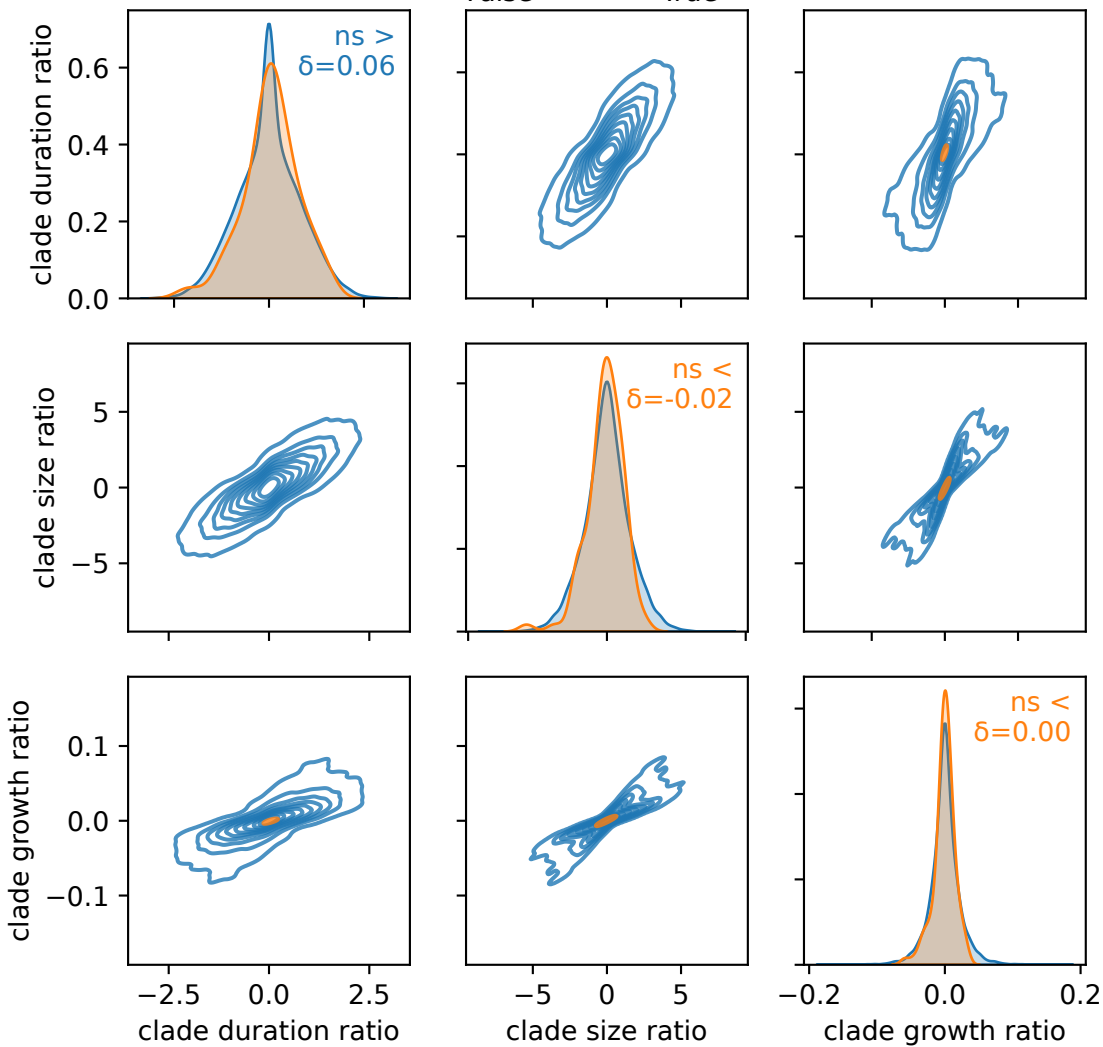 True
clade duration ratio
0.6
0.4
0.2
0.0
ns >
δ=0.06
clade size ratio
5
0
−5
ns <
δ=-0.02
clade growth ratio
0.1
0.0
−0.1
ns <
δ=0.00
−2.5 0.0 2.5
−5 0 5
−0.2 0.0 0.2
clade duration ratio
clade size ratio
clade growth ratio